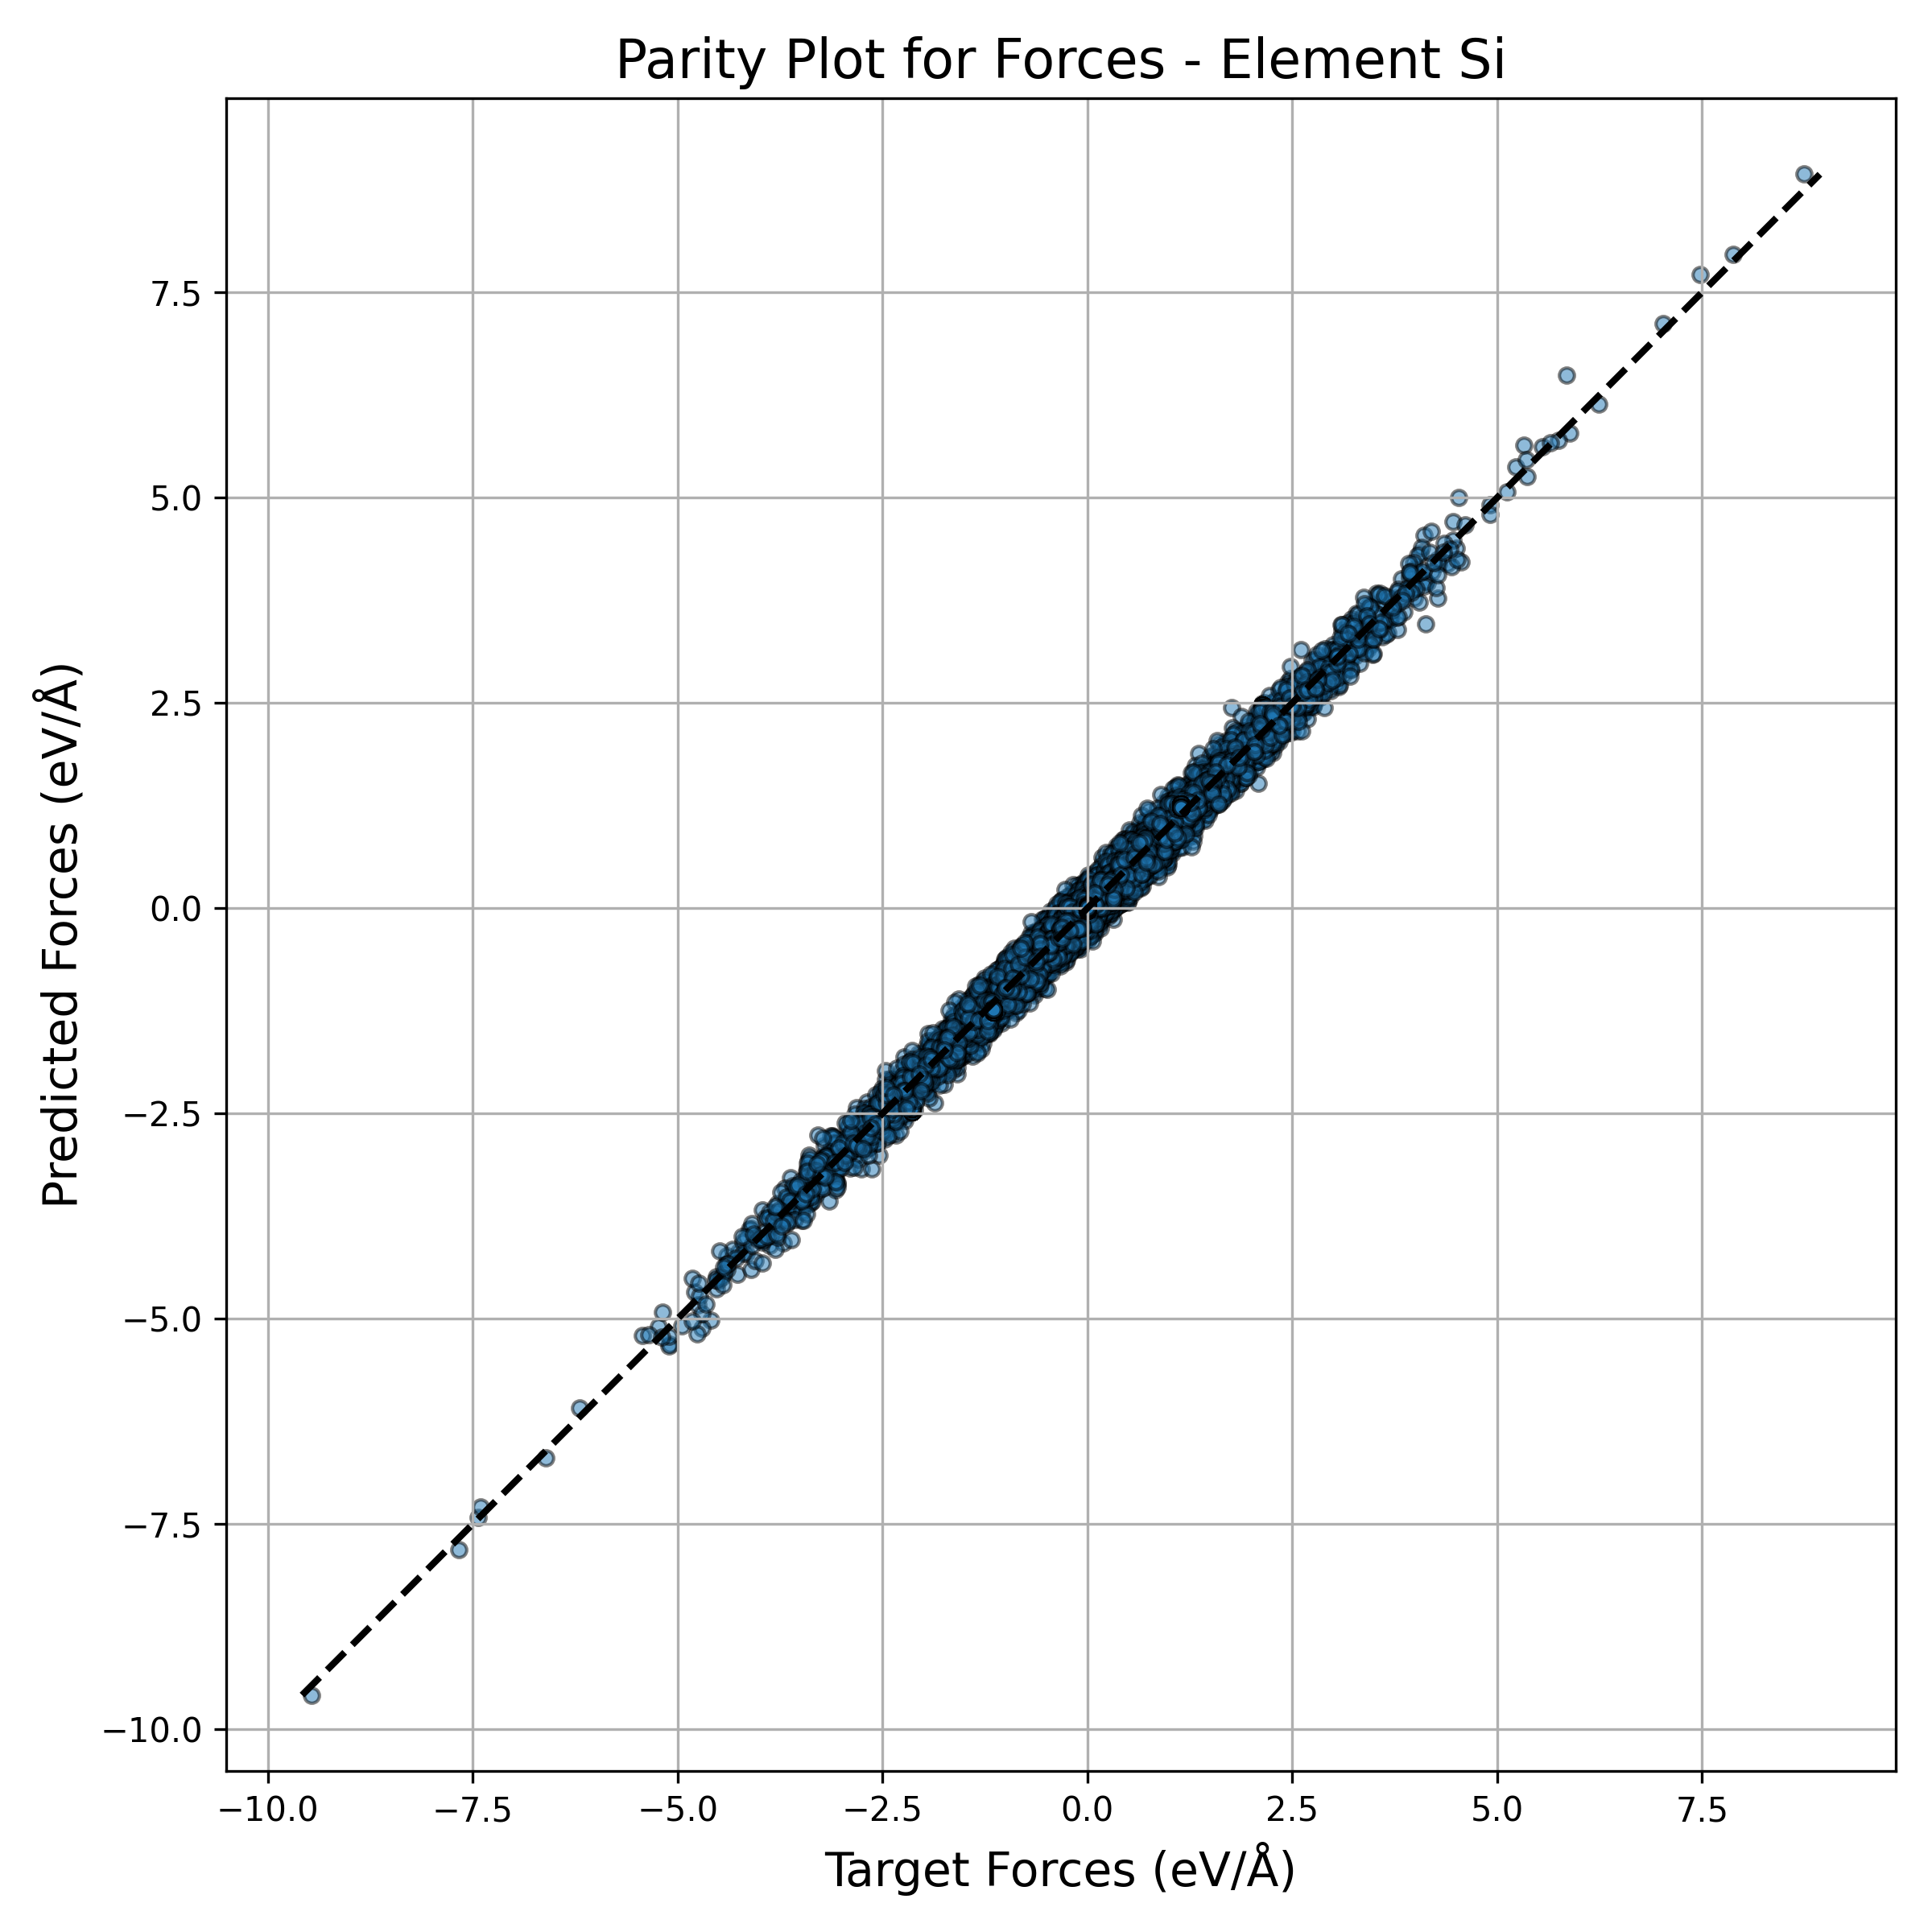 Parity Plot for Forces - Element Si
Predicted Forces (eV/Å)
7.5
5.0
2.5
0.0
−2.5
−5.0
−7.5
−10.0
−10.0 −7.5 −5.0 −2.5 0.0 2.5 5.0 7.5
Target Forces (eV/Å)